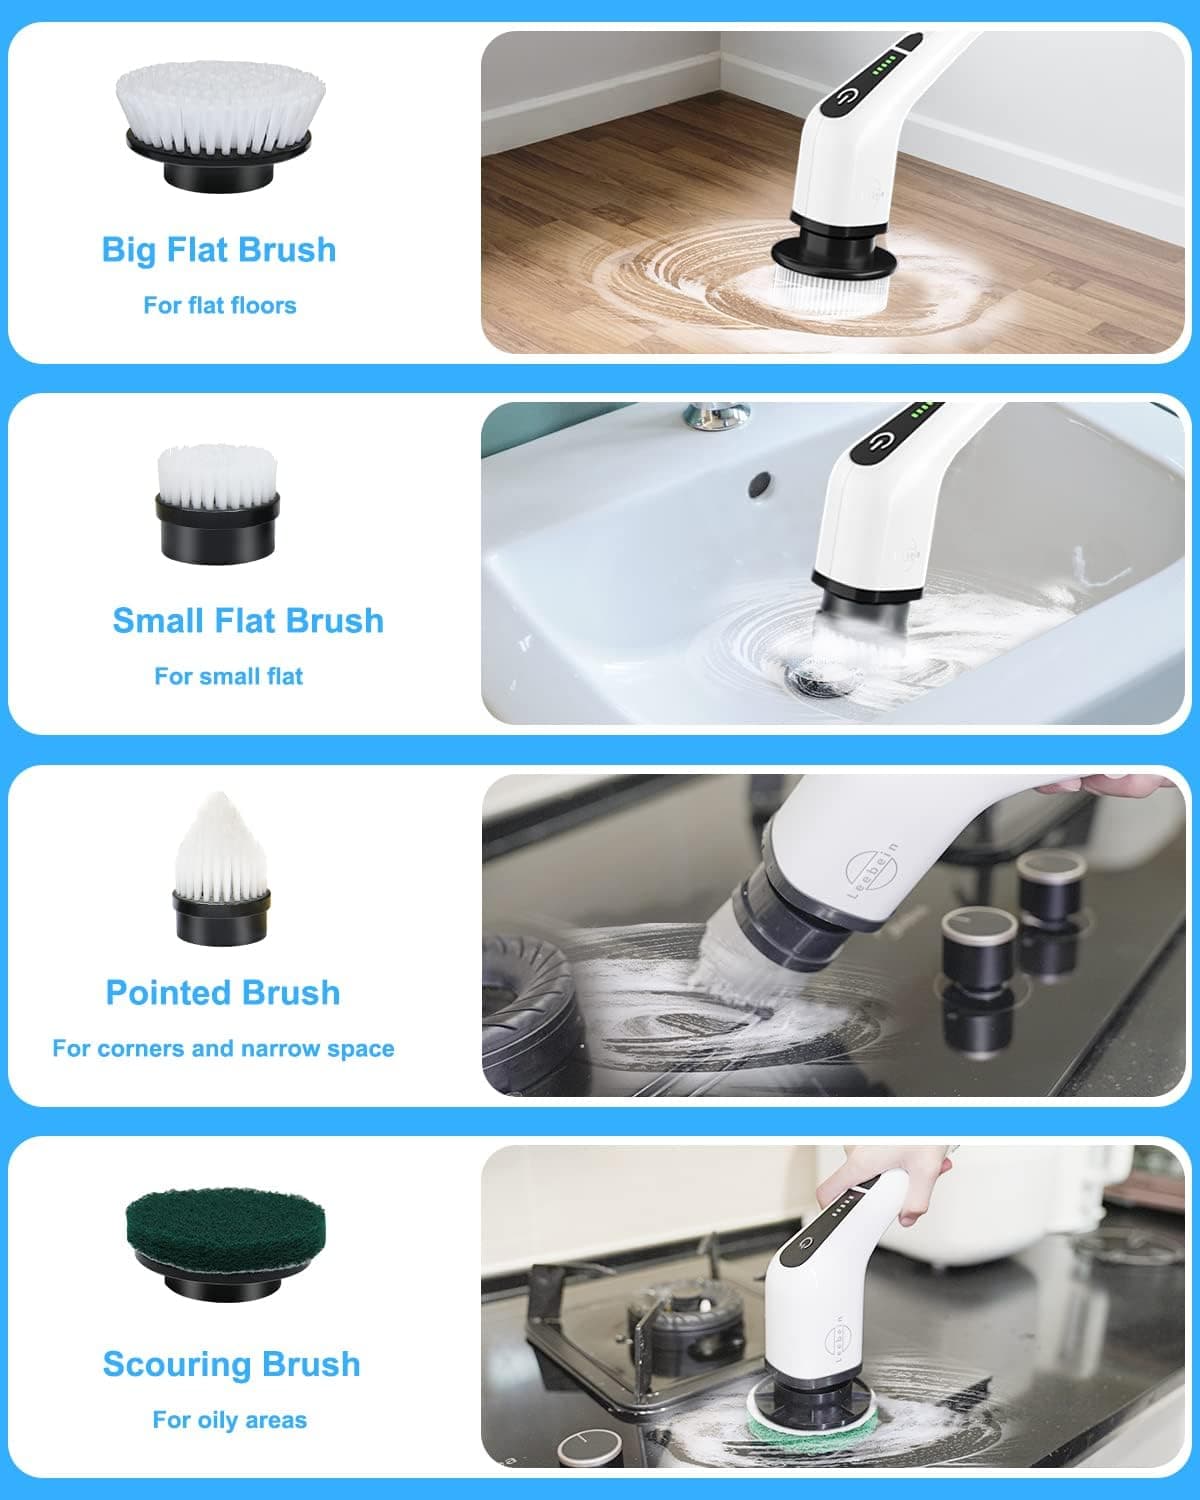 Big Flat Brush
For flat floors
Small Flat Brush
For small flat
Pointed Brush
For corners and narrow space
Leebein
Scouring Brush
For oily areas
Leebein